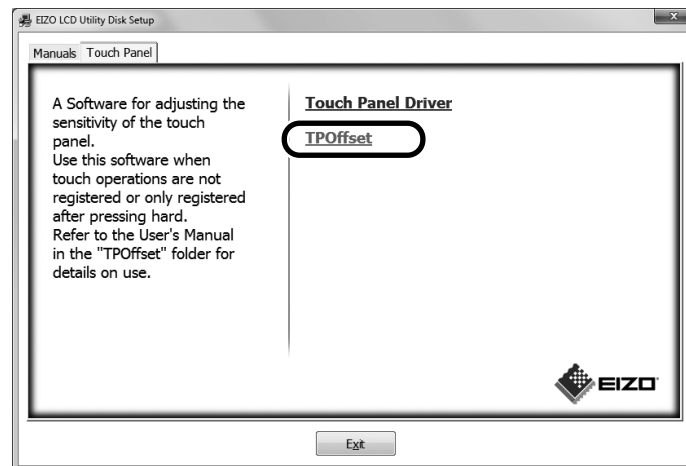 EIZO LCD Utility Disk Setup
x
Manuals Touch Panel
A Software for adjusting the
sensitivity of the touch
panel.
Use this software when
touch operations are not
registered or only registered
after pressing hard.
Refer to the User's Manual
in the "TPOffset" folder for
details on use.
Touch Panel Driver
TPOffset
EIZO
Exit